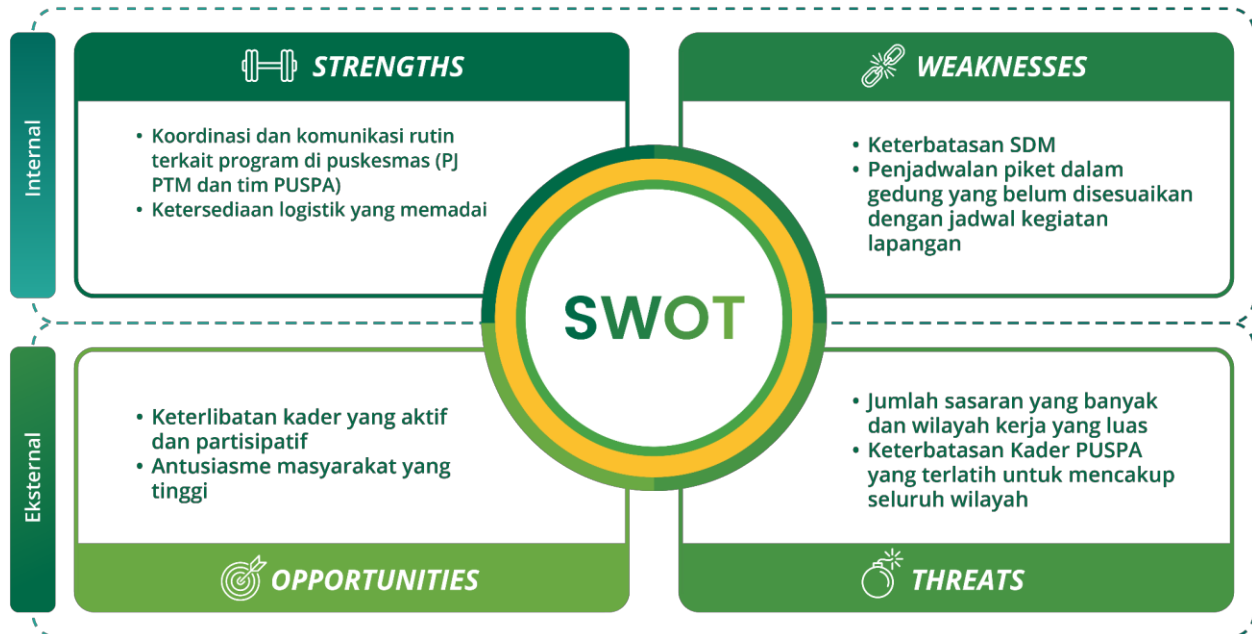 Internal
STRENGTHS
• Koordinasi dan komunikasi rutin
terkait program di puskesmas (PJ
PTM dan tim PUSPA)
• Ketersediaan logistik yang memadai
WEAKNESSES
• Keterbatasan SDM
• Penjadwalan piket dalam
gedung yang belum disesuaikan
dengan jadwal kegiatan
lapangan
SWOT
Eksternal
• Keterlibatan kader yang aktif
dan partisipatif
• Antusiasme masyarakat yang
tinggi
OPPORTUNITIES
• Jumlah sasaran yang banyak
dan wilayah kerja yang luas
• Keterbatasan Kader PUSPA
yang terlatih untuk mencakup
seluruh wilayah
THREATS